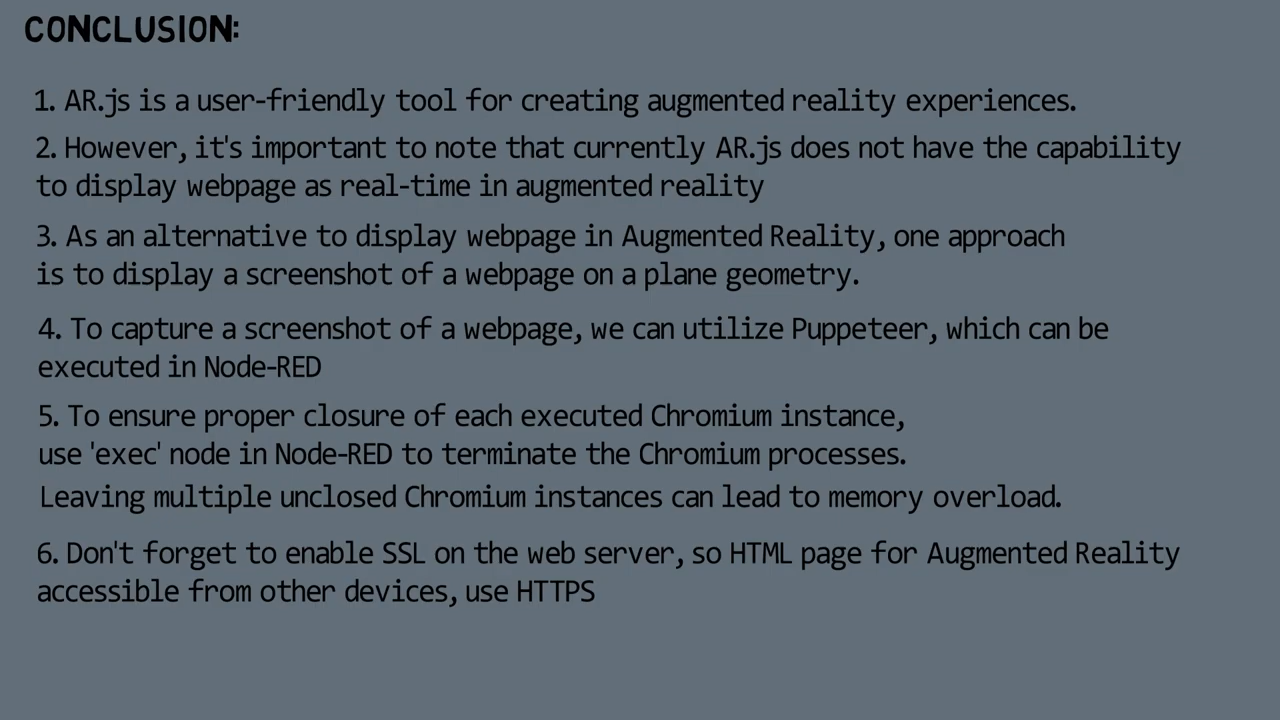 CONCLUSION:
1. AR.js is a user-friendly tool for creating augmented reality experiences.
2. However, it's important to note that currently AR.js does not have the capability
to display webpage as real-time in augmented reality
3. As an alternative to display webpage in Augmented Reality, one approach
is to display a screenshot of a webpage on a plane geometry.
4. To capture a screenshot of a webpage, we can utilize Puppeteer, which can be
executed in Node-RED
5. To ensure proper closure of each executed Chromium instance,
use 'exec' node in Node-RED to terminate the Chromium processes.
Leaving multiple unclosed Chromium instances can lead to memory overload.
6. Don't forget to enable SSL on the web server, so HTML page for Augmented Reality
accessible from other devices, use HTTPS